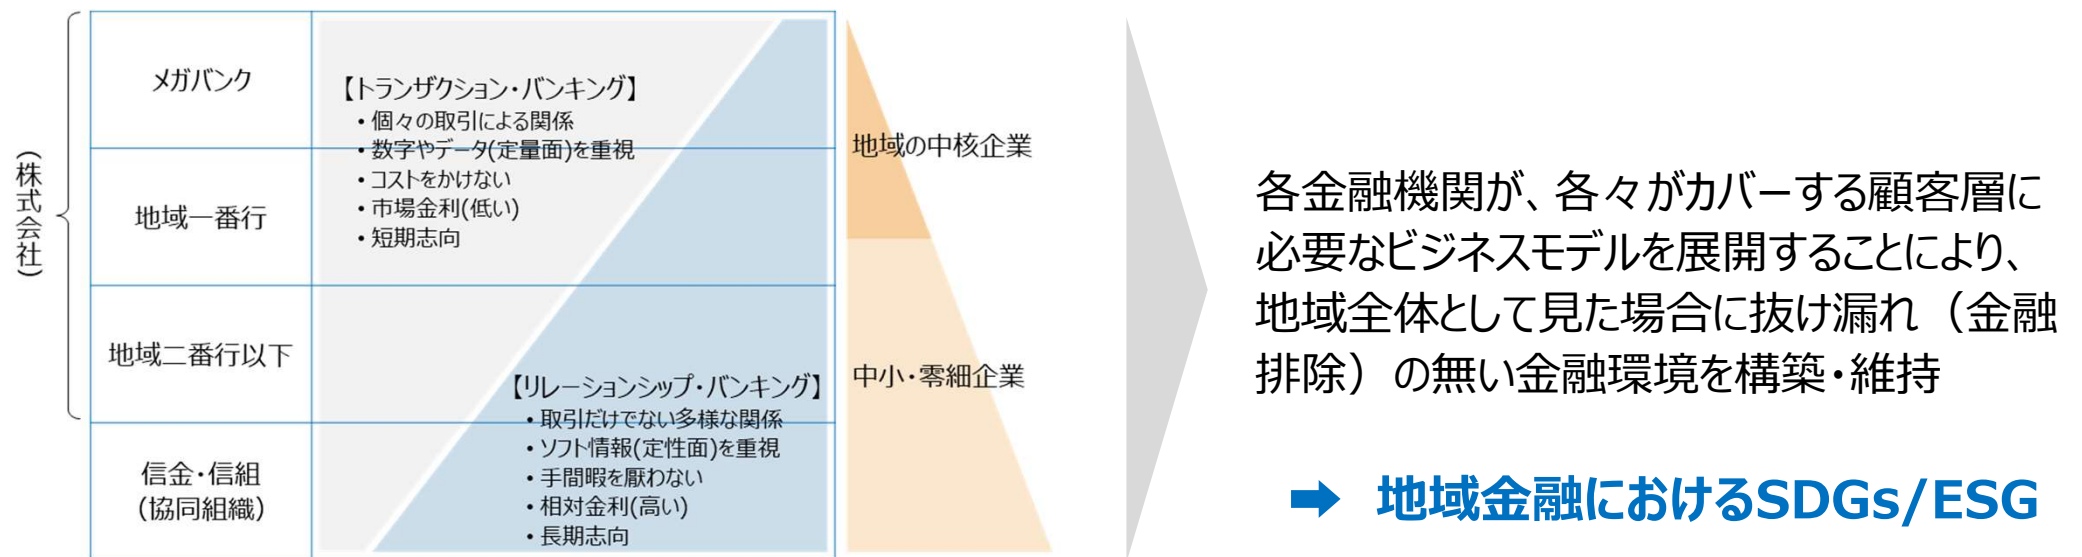 (株式会社)
メガバンク
地域一番行
地域二番行以下
信金・信組
(協同組織)
【トランザクション・バンキング】
・個々の取引による関係
・数字やデータ(定量面)を重視
・コストをかけない
・市場金利(低い)
・短期志向
【リレーションシップ・バンキング】
・取引だけでない多様な関係
・ソフト情報(定性面)を重視
・手間暇を厭わない
・相対金利(高い)
・長期志向
地域の中核企業
中小・零細企業
各金融機関が、各々がカバーする顧客層に
必要なビジネスモデルを展開することにより、
地域全体として見た場合に抜け漏れ（金融
排除）の無い金融環境を構築・維持
➡ 地域金融におけるSDGs/ESG